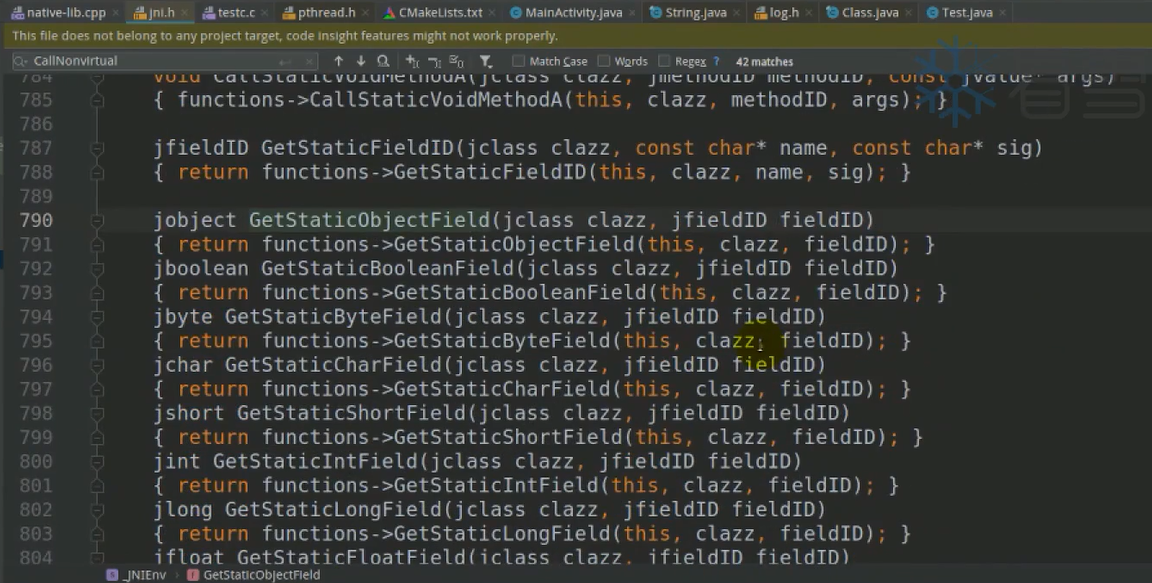 native-lib.cpp jni.h testc.c pthread.h CMakeLists.txt MainActivity.java String.java log.h Class.java Test.java
This file does not belong to any project target, code insight features might not work properly.
CallNonvirtual Match Case Words Regex ? 42 matches
784 void CallStaticVoidMethodA(jclass clazz, jmethodID methodID, const jvalue* args)
785 { functions->CallStaticVoidMethodA(this, clazz, methodID, args); }
786
787 jfieldID GetStaticFieldID(jclass clazz, const char* name, const char* sig)
788 { return functions->GetStaticFieldID(this, clazz, name, sig); }
789
790 jobject GetStaticObjectField(jclass clazz, jfieldID fieldID)
791 { return functions->GetStaticObjectField(this, clazz, fieldID); }
792 jboolean GetStaticBooleanField(jclass clazz, jfieldID fieldID)
793 { return functions->GetStaticBooleanField(this, clazz, fieldID); }
794 jbyte GetStaticByteField(jclass clazz, jfieldID fieldID)
795 { return functions->GetStaticByteField(this, clazz, fieldID); }
796 jchar GetStaticCharField(jclass clazz, jfieldID fieldID)
797 { return functions->GetStaticCharField(this, clazz, fieldID); }
798 jshort GetStaticShortField(jclass clazz, jfieldID fieldID)
799 { return functions->GetStaticShortField(this, clazz, fieldID); }
800 jint GetStaticIntField(jclass clazz, jfieldID fieldID)
801 { return functions->GetStaticIntField(this, clazz, fieldID); }
802 jlong GetStaticLongField(jclass clazz, jfieldID fieldID)
803 { return functions->GetStaticLongField(this, clazz, fieldID); }
804 jfloat GetStaticFloatField(jclass clazz, jfieldID fieldID)
_JNIEnv GetStaticObjectField